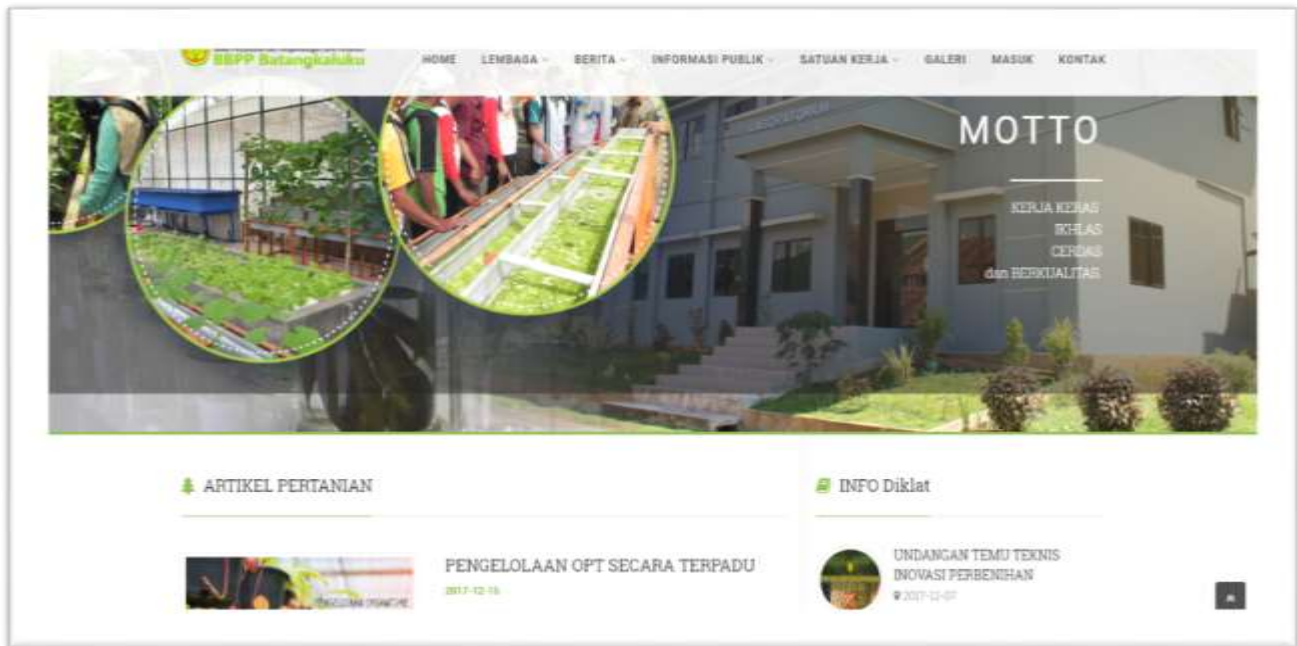 BBPP Batangkaluku
HOME LEMBAGA BERITA INFORMASI PUBLIK SATUAN KERJA GALERI MASUK KONTAK
LABORATORIUM
MOTTO
KERJA KERAS
IKHLAS
CERDAS
dan BERKUALITAS
ARTIKEL PERTANIAN
INFO Diklat
PENGELOLAAN OPT SECARA TERPADU
2017-12-15
UNDANGAN TEMU TEKNIS
INOVASI PERBENIHAN
2017-12-07